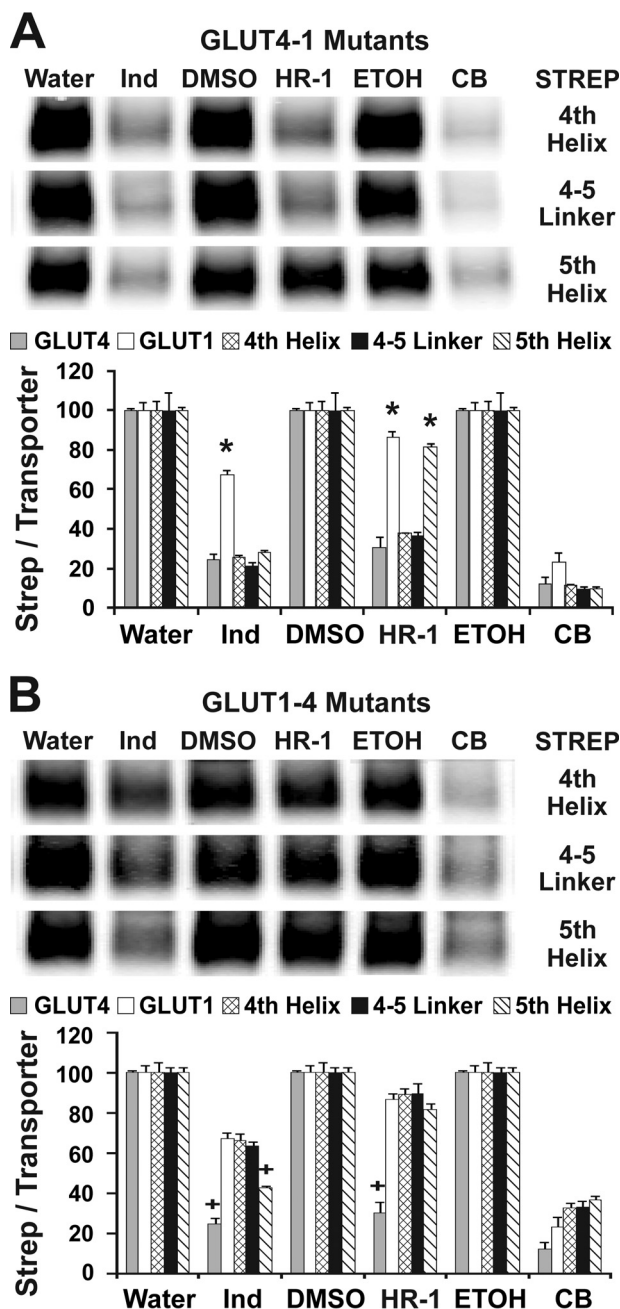 A
GLUT4-1 Mutants
Water Ind DMSO HR-1 ETOH CB STREP
4th
Helix
4-5
Linker
5th
Helix
GLUT4 GLUT1 4th Helix 4-5 Linker 5th Helix
Strep / Transporter
120
100
80
60
40
20
0
* * *
Water Ind DMSO HR-1 ETOH CB
B
GLUT1-4 Mutants
Water Ind DMSO HR-1 ETOH CB STREP
4th
Helix
4-5
Linker
5th
Helix
GLUT4 GLUT1 4th Helix 4-5 Linker 5th Helix
Strep / Transporter
120
100
80
60
40
20
0
+ + +
Water Ind DMSO HR-1 ETOH CB